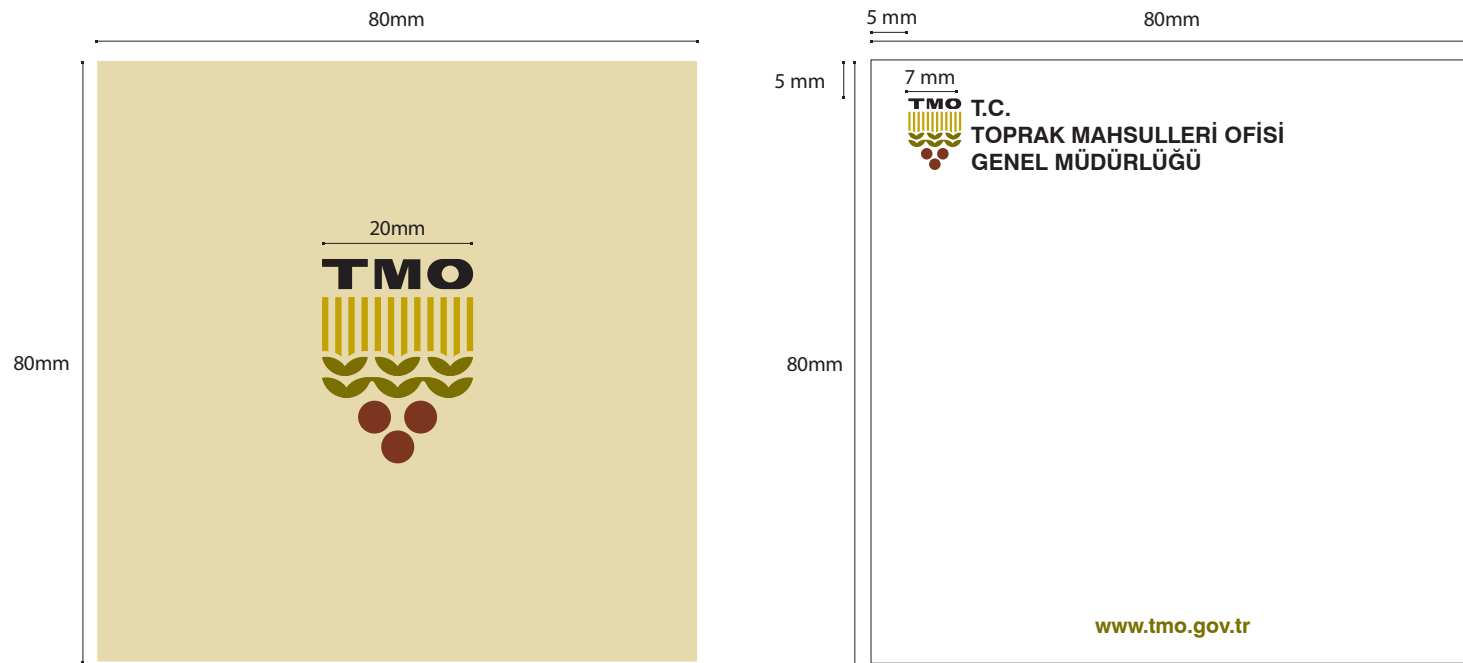 80mm
20mm
TMO
80mm
5 mm
80mm
5 mm
7 mm
TMO
T.C.
TOPRAK MAHSULLERİ OFİSİ
GENEL MÜDÜRLÜĞÜ
80mm
www.tmo.gov.tr